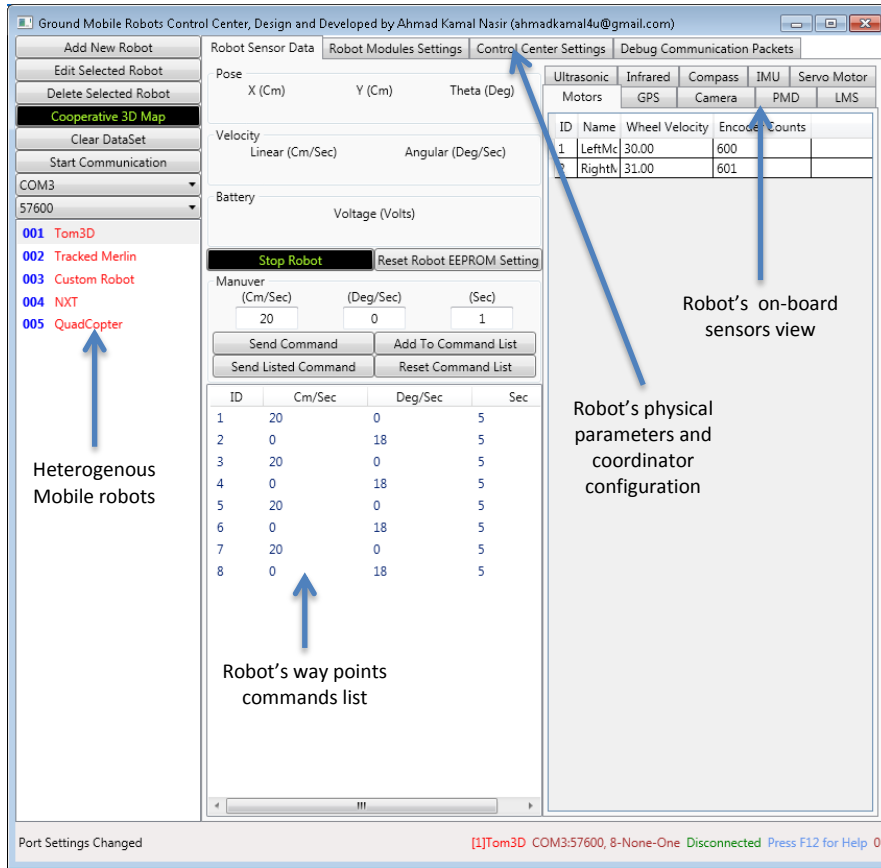 Ground Mobile Robots Control Center, Design and Developed by Ahmad Kamal Nasir (ahmadkamal4u@gmail.com)
Add New Robot
Edit Selected Robot
Delete Selected Robot
Cooperative 3D Map
Clear DataSet
Start Communication
COM3
57600
001 Tom3D
002 Tracked Merlin
003 Custom Robot
004 NXT
005 QuadCopter
Heterogenous
Mobile robots
Robot Sensor Data Robot Modules Settings Control Center Settings Debug Communication Packets
Pose
X (Cm) Y (Cm) Theta (Deg)
Velocity
Linear (Cm/Sec) Angular (Deg/Sec)
Battery
Voltage (Volts)
Stop Robot Reset Robot EEPROM Setting
Manuver
(Cm/Sec) (Deg/Sec) (Sec)
20 0 1
Send Command Add To Command List
Send Listed Command Reset Command List
ID Cm/Sec Deg/Sec Sec
1 20 0 5
2 0 18 5
3 20 0 5
4 0 18 5
5 20 0 5
6 0 18 5
7 20 0 5
8 0 18 5
Robot's way points
commands list
Ultrasonic Infrared Compass IMU Servo Motor
Motors GPS Camera PMD LMS
ID Name Wheel Velocity Encoder Counts
1 LeftMc 30.00 600
2 RightM 31.00 601
Robot's on-board
sensors view
Robot's physical
parameters and
coordinator
configuration
Port Settings Changed
[1]Tom3D COM3:57600, 8-None-One Disconnected Press F12 for Help 0